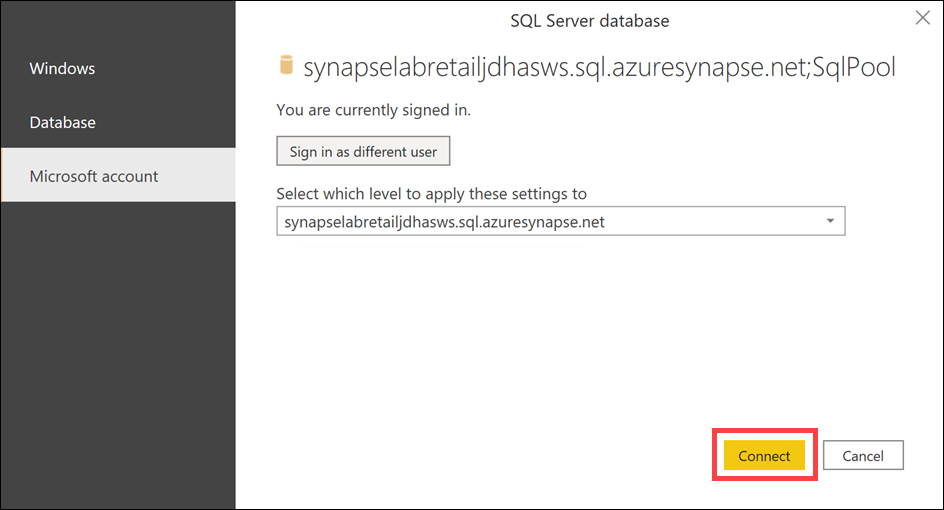 SQL Server database
Windows
Database
Microsoft account
synapselabretailjdhasws.sql.azuresynapse.net;SqlPool
You are currently signed in.
Sign in as different user
Select which level to apply these settings to
synapselabretailjdhasws.sql.azuresynapse.net
Connect
Cancel